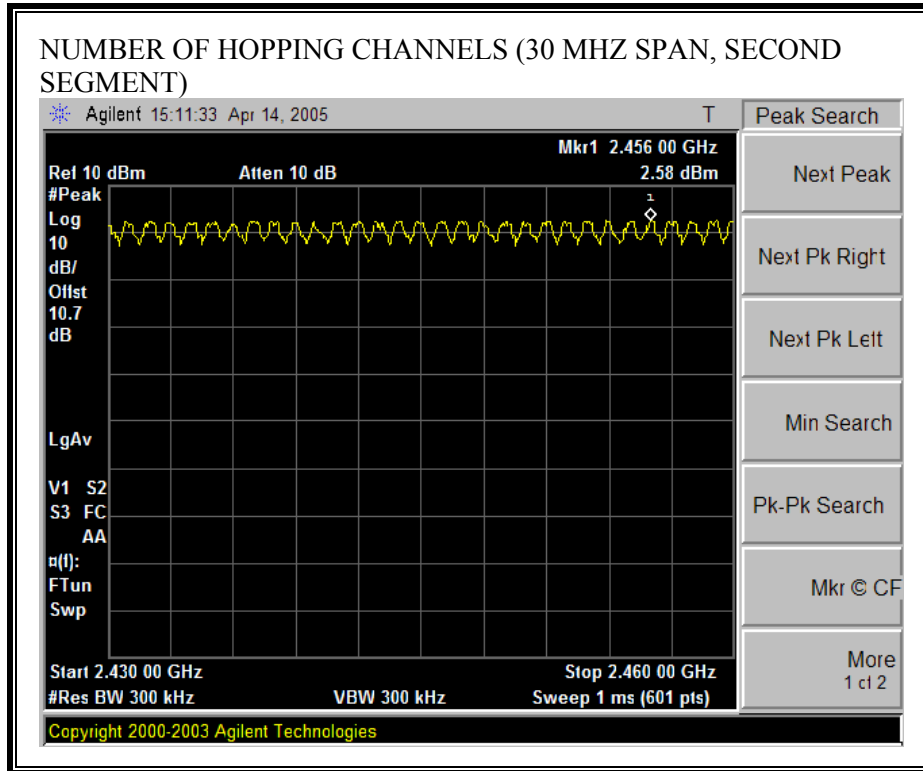 NUMBER OF HOPPING CHANNELS (30 MHZ SPAN, SECOND
SEGMENT)
Agilent 15:11:33 Apr 14, 2005 T
Peak Search
Mkr1 2.456 00 GHz
Ref 10 dBm Atten 10 dB 2.58 dBm
#Peak
Log
10
dB/
Offst
10.7
dB
1
LgAv
V1 S2
S3 FC
AA
¤(f):
FTun
Swp
Start 2.430 00 GHz Stop 2.460 00 GHz
#Res BW 300 kHz VBW 300 kHz Sweep 1 ms (601 pts)
Copyright 2000-2003 Agilent Technologies
Next Peak
Next Pk Right
Next Pk Left
Min Search
Pk-Pk Search
Mkr © CF
More
1 of 2